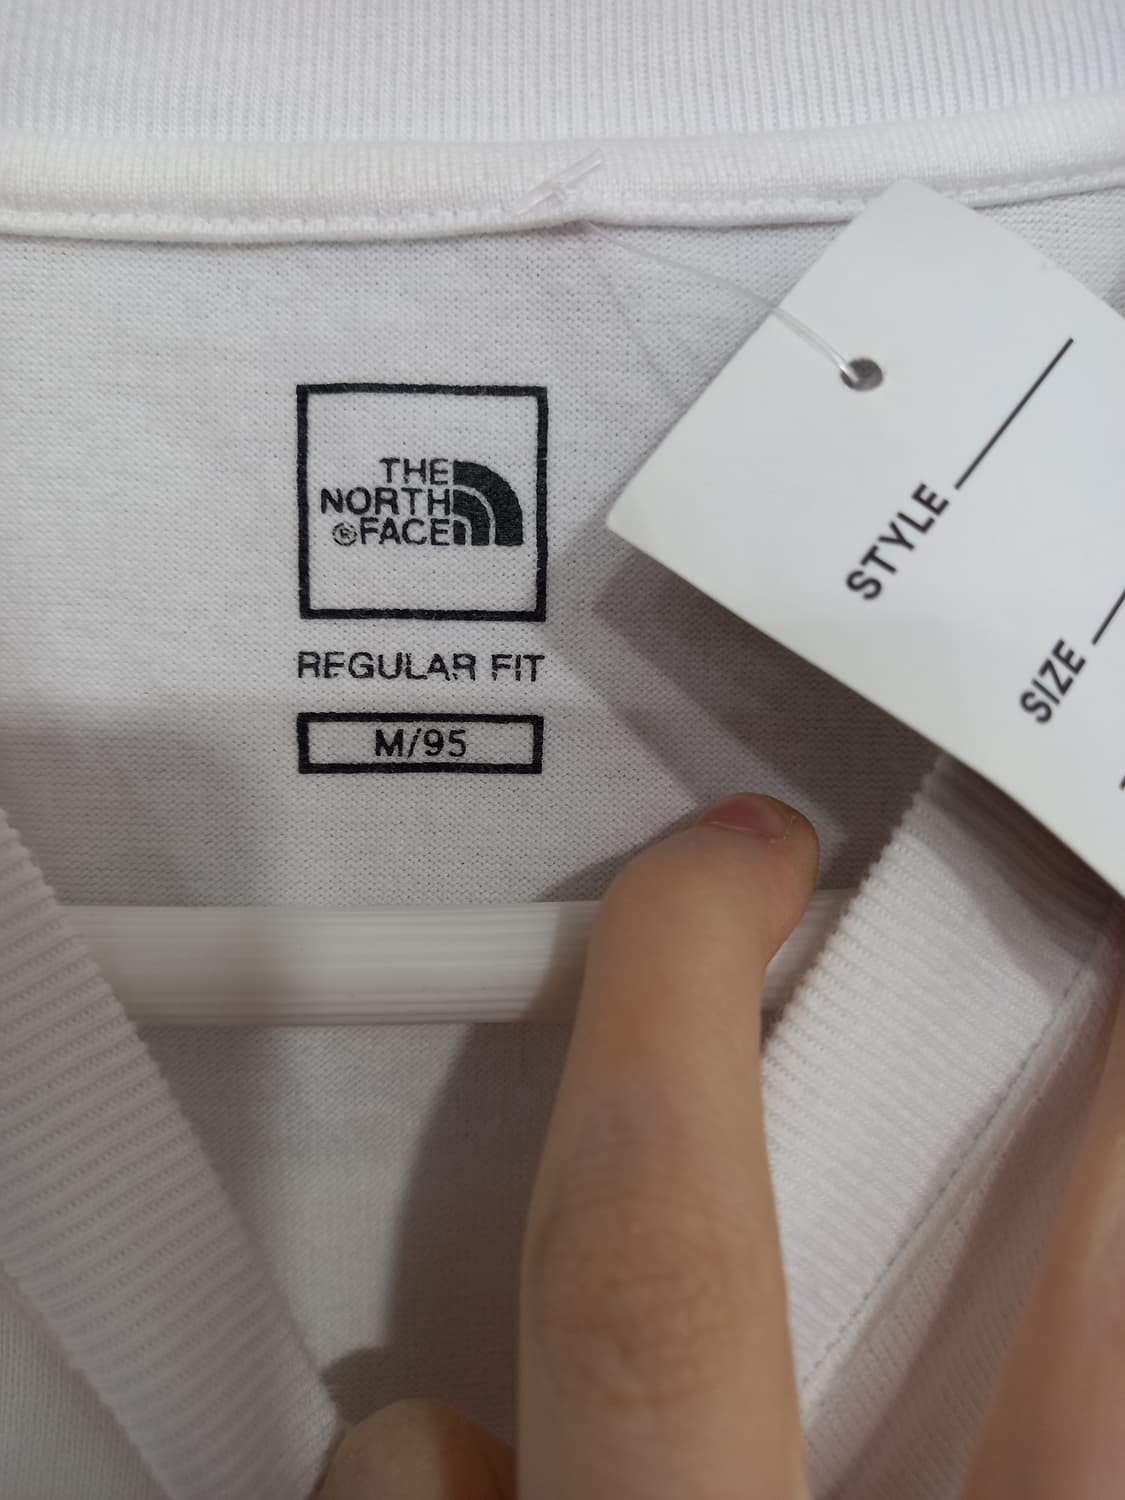 THE
NORTH
®FACE
REGULAR FIT
M/95
STYLE
SIZE